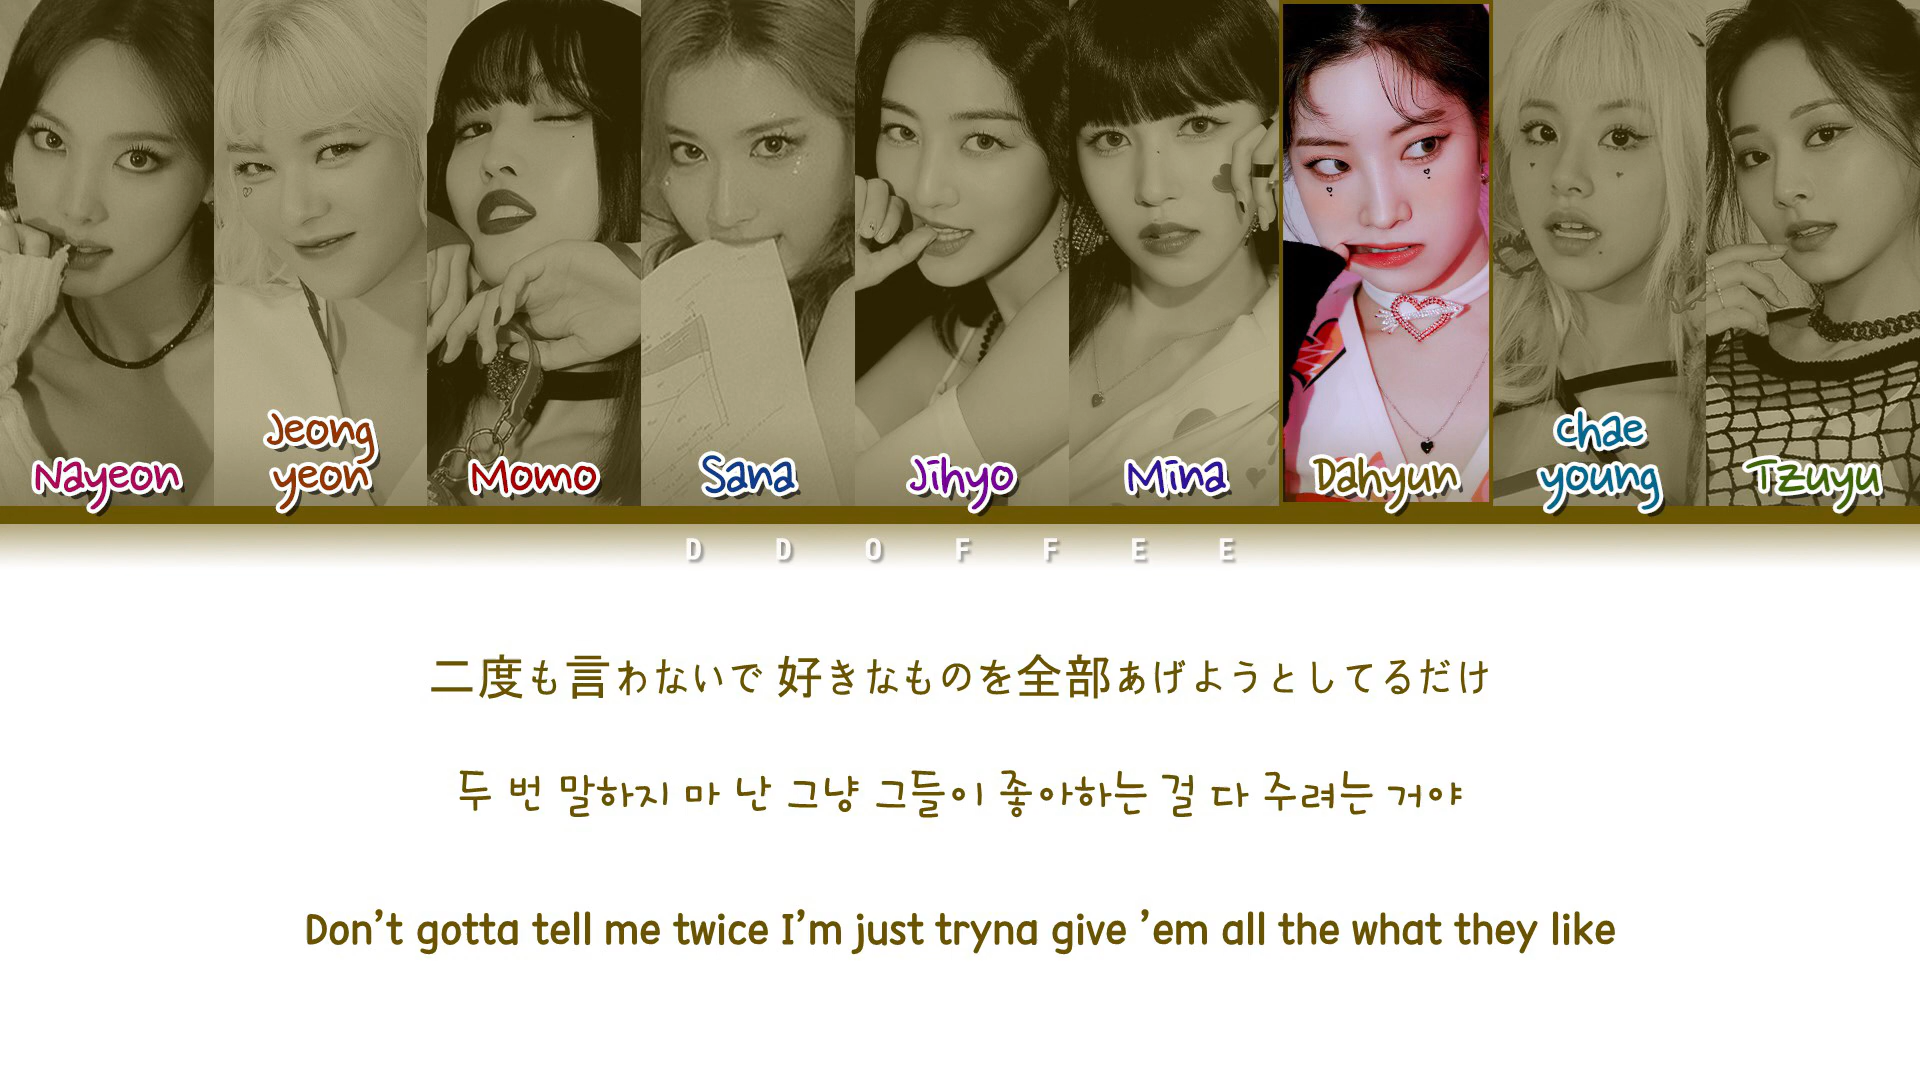 Nayeon
Jeong
yeon
Momo
Sana
Jihyo
Mina
Dahyun
chae
young
Tzuyu
D D O F F E E
二度も言わないで 好きなものを全部あげようとしてるだけ
두 번 말하지 마 난 그냥 그들이 좋아하는 걸 다 주려는 거야
Don’t gotta tell me twice I’m just tryna give ’em all the what they like